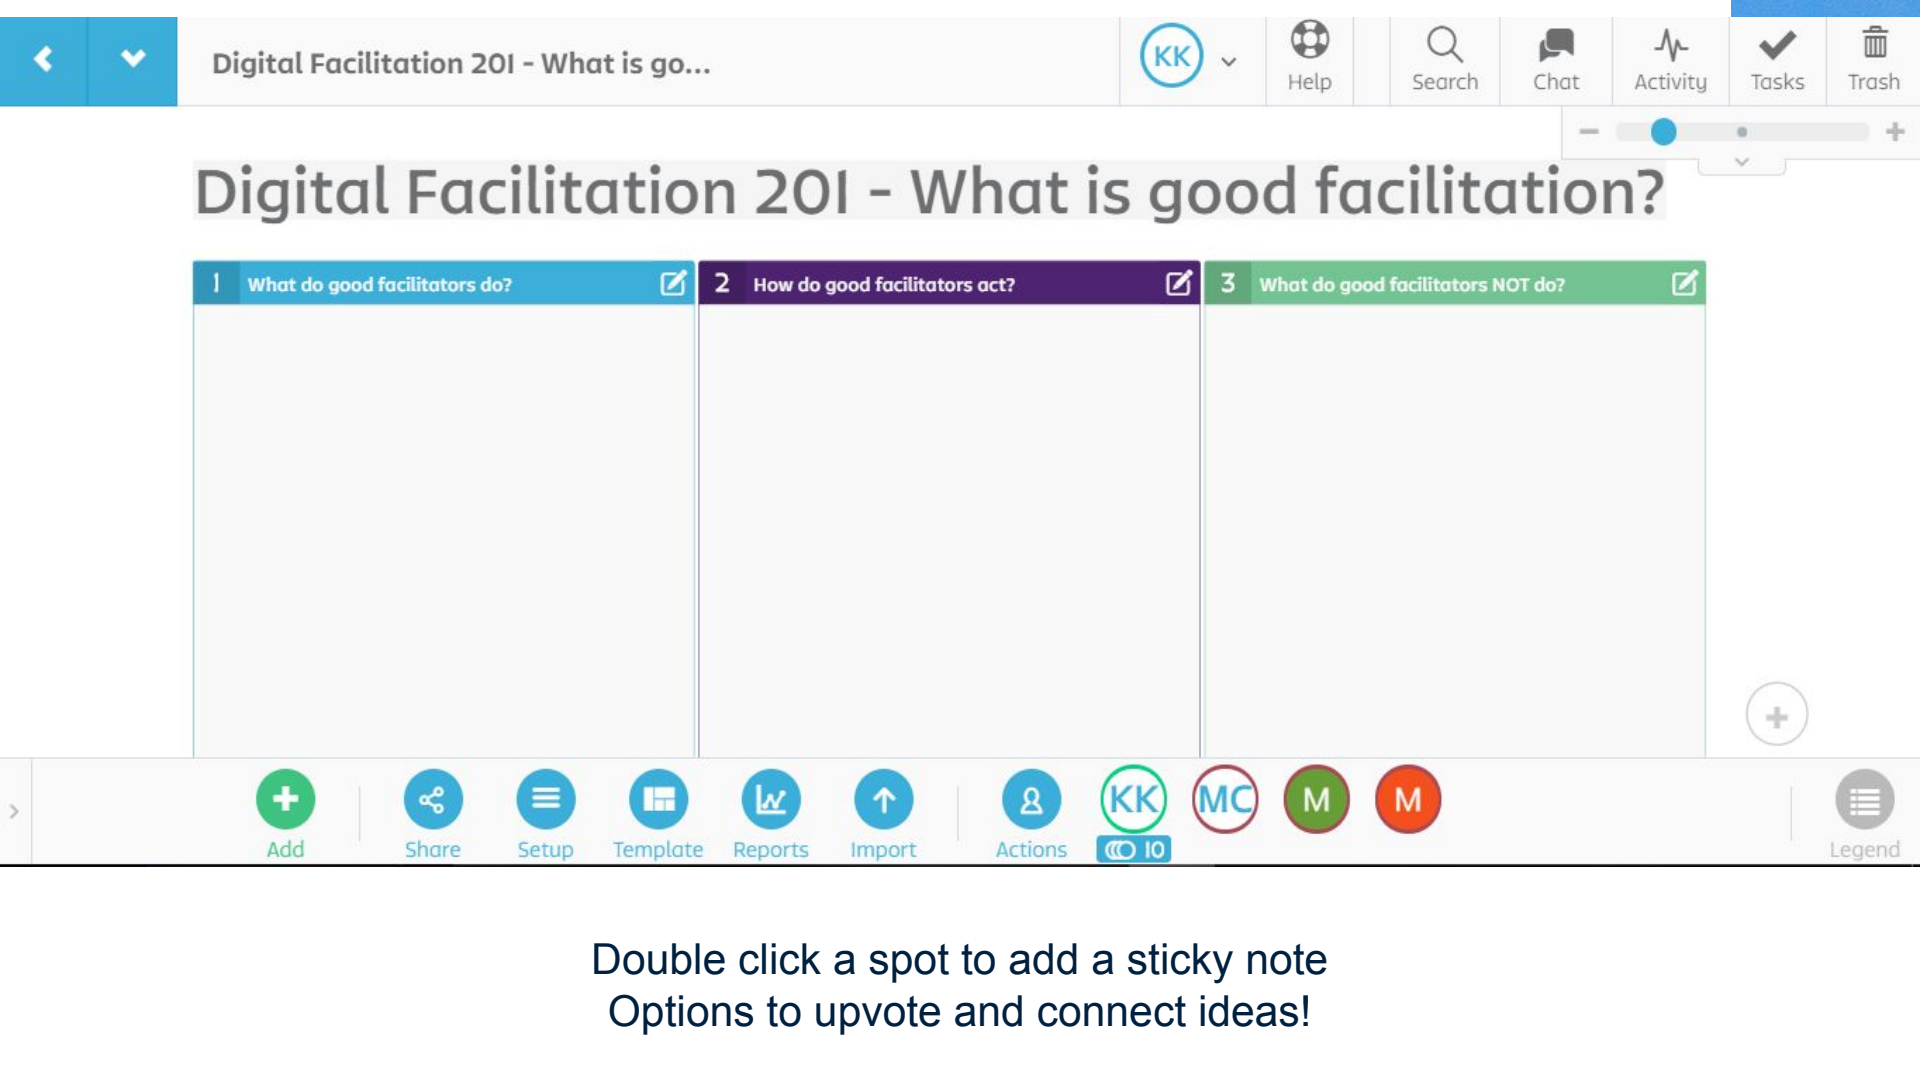 Digital Facilitation 201 - What is go...
KK
Help
Search
Chat
Activity
Tasks
Trash
Digital Facilitation 201 - What is good facilitation?
1 What do good facilitators do?
2 How do good facilitators act?
3 What do good facilitators NOT do?
Add
Share
Setup
Template
Reports
Import
Actions
KK
10
MC
M
M
Legend
Double click a spot to add a sticky note
Options to upvote and connect ideas!